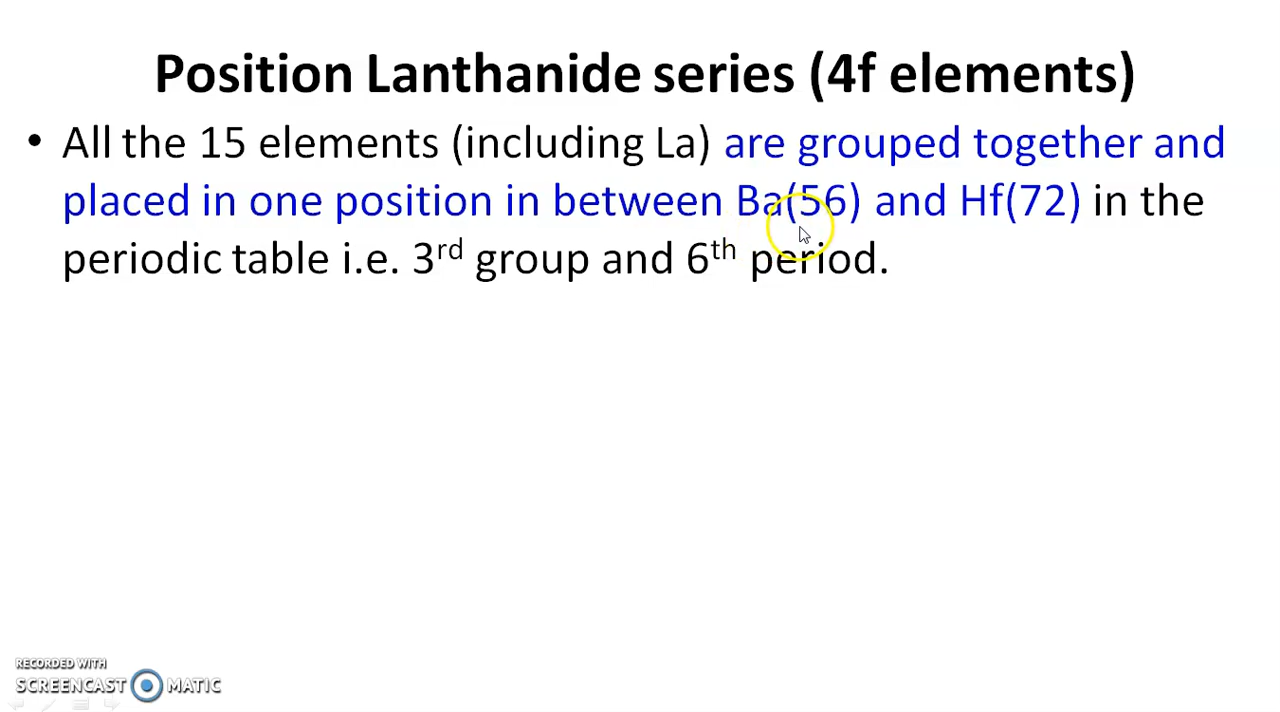 Position Lanthanide series (4f elements)
• All the 15 elements (including La) are grouped together and
placed in one position in between Ba(56) and Hf(72) in the
periodic table i.e. 3rd group and 6th period.
RECORDED WITH
SCREENCAST MATIC